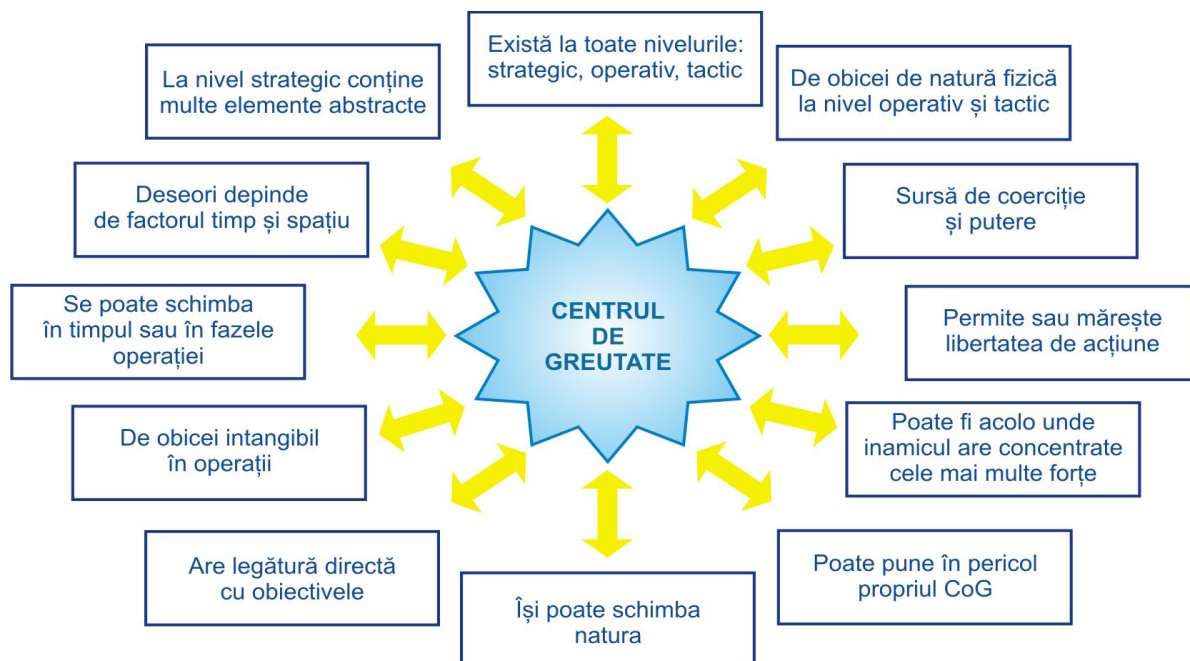 Există la toate nivelurile:
strategic, operativ, tactic
De obicei de natură fizică
la nivel operativ și tactic
Sursă de coerciție
și putere
Permite sau mărește
libertatea de acțiune
Poate fi acolo unde
inamicul are concentrate
cele mai multe forțe
Poate pune în pericol
propriul CoG
Își poate schimba
natura
Are legătură directă
cu obiectivele
De obicei intangibil
în operații
Se poate schimba
în timpul sau în fazele
operației
Deseori depinde
de factorul timp și spațiu
La nivel strategic conține
multe elemente abstracte
CENTRUL
DE
GREUTATE